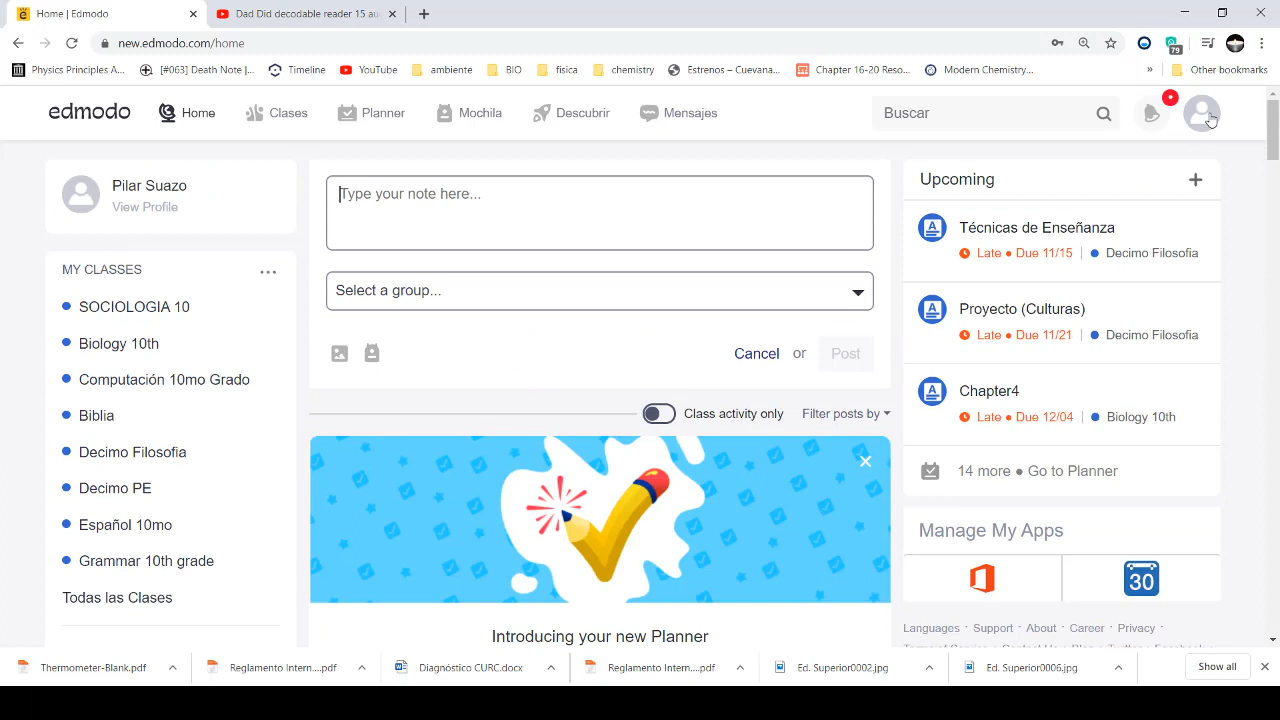 Home | Edmodo
Dad Did decodable reader 15 au
new.edmodo.com/home
79
Physics Principles A...
[#063] Death Note |...
Timeline
YouTube
ambiente
BIO
fisica
chemistry
Estrenos – Cuevana...
Chapter 16-20 Reso...
Modern Chemistry...
»
Other bookmarks
edmodo
Home
Clases
Planner
Mochila
Descubrir
Mensajes
Buscar
Pilar Suazo
View Profile
MY CLASSES
SOCIOLOGIA 10
Biology 10th
Computación 10mo Grado
Biblia
Decimo Filosofia
Decimo PE
Español 10mo
Grammar 10th grade
Todas las Clases
Type your note here...
Select a group...
Cancel or Post
Class activity only
Filter posts by
Introducing your new Planner
Upcoming
Técnicas de Enseñanza
Late • Due 11/15 | Decimo Filosofia
Proyecto (Culturas)
Late • Due 11/21 | Decimo Filosofia
Chapter4
Late • Due 12/04 | Biology 10th
14 more • Go to Planner
Manage My Apps
30
Languages · Support · About · Career · Privacy ·
Thermometer-Blank.pdf
Reglamento Intern....pdf
Diagnóstico CURC.docx
Reglamento Intern....pdf
Ed. Superior0002.jpg
Ed. Superior0006.jpg
Show all